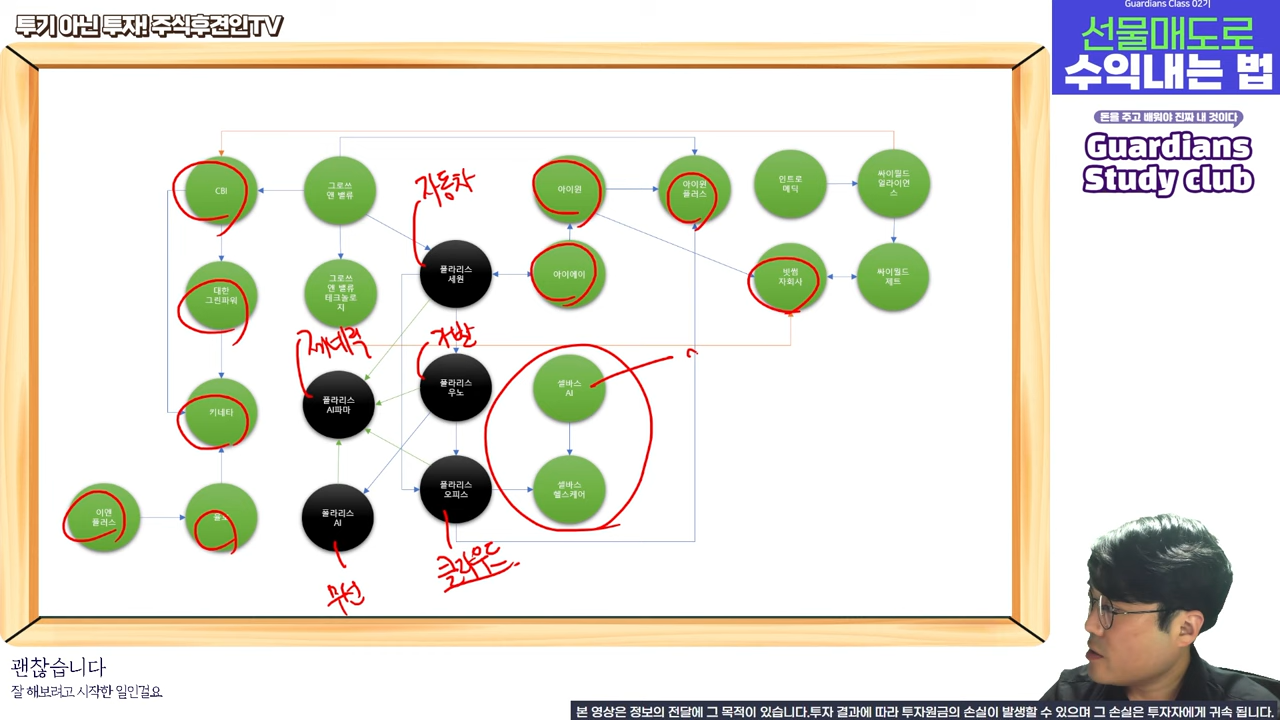 투기 아닌 투자! 주식후견인TV
Guardians Class 02기
선물매도로
수익내는 법
돈을 주고 배워야 진짜 내 것이다
Guardians
Study club
자동차
CBI
그로쓰
앤 밸류
아이윈
아이윈
플러스
인트로
메딕
싸이월드
얼라이언
스
폴라리스
세원
아이에이
빗썸
자회사
싸이월드
제트
대한
그린파워
그로쓰
앤 밸류
테크놀로
지
폴라리스
우노
셀바스
AI
폴라리스
AI파마
키네타
이앤
플러스
폴라리스
AI
폴라리스
오피스
셀바스
헬스케어
무선
클라우드
괜찮습니다
잘 해보려고 시작한 일인걸요
본 영상은 정보의 전달에 그 목적이 있습니다.투자 결과에 따라 투자원금의 손실이 발생할 수 있으며 그 손실은 투자자에게 귀속 됩니다.